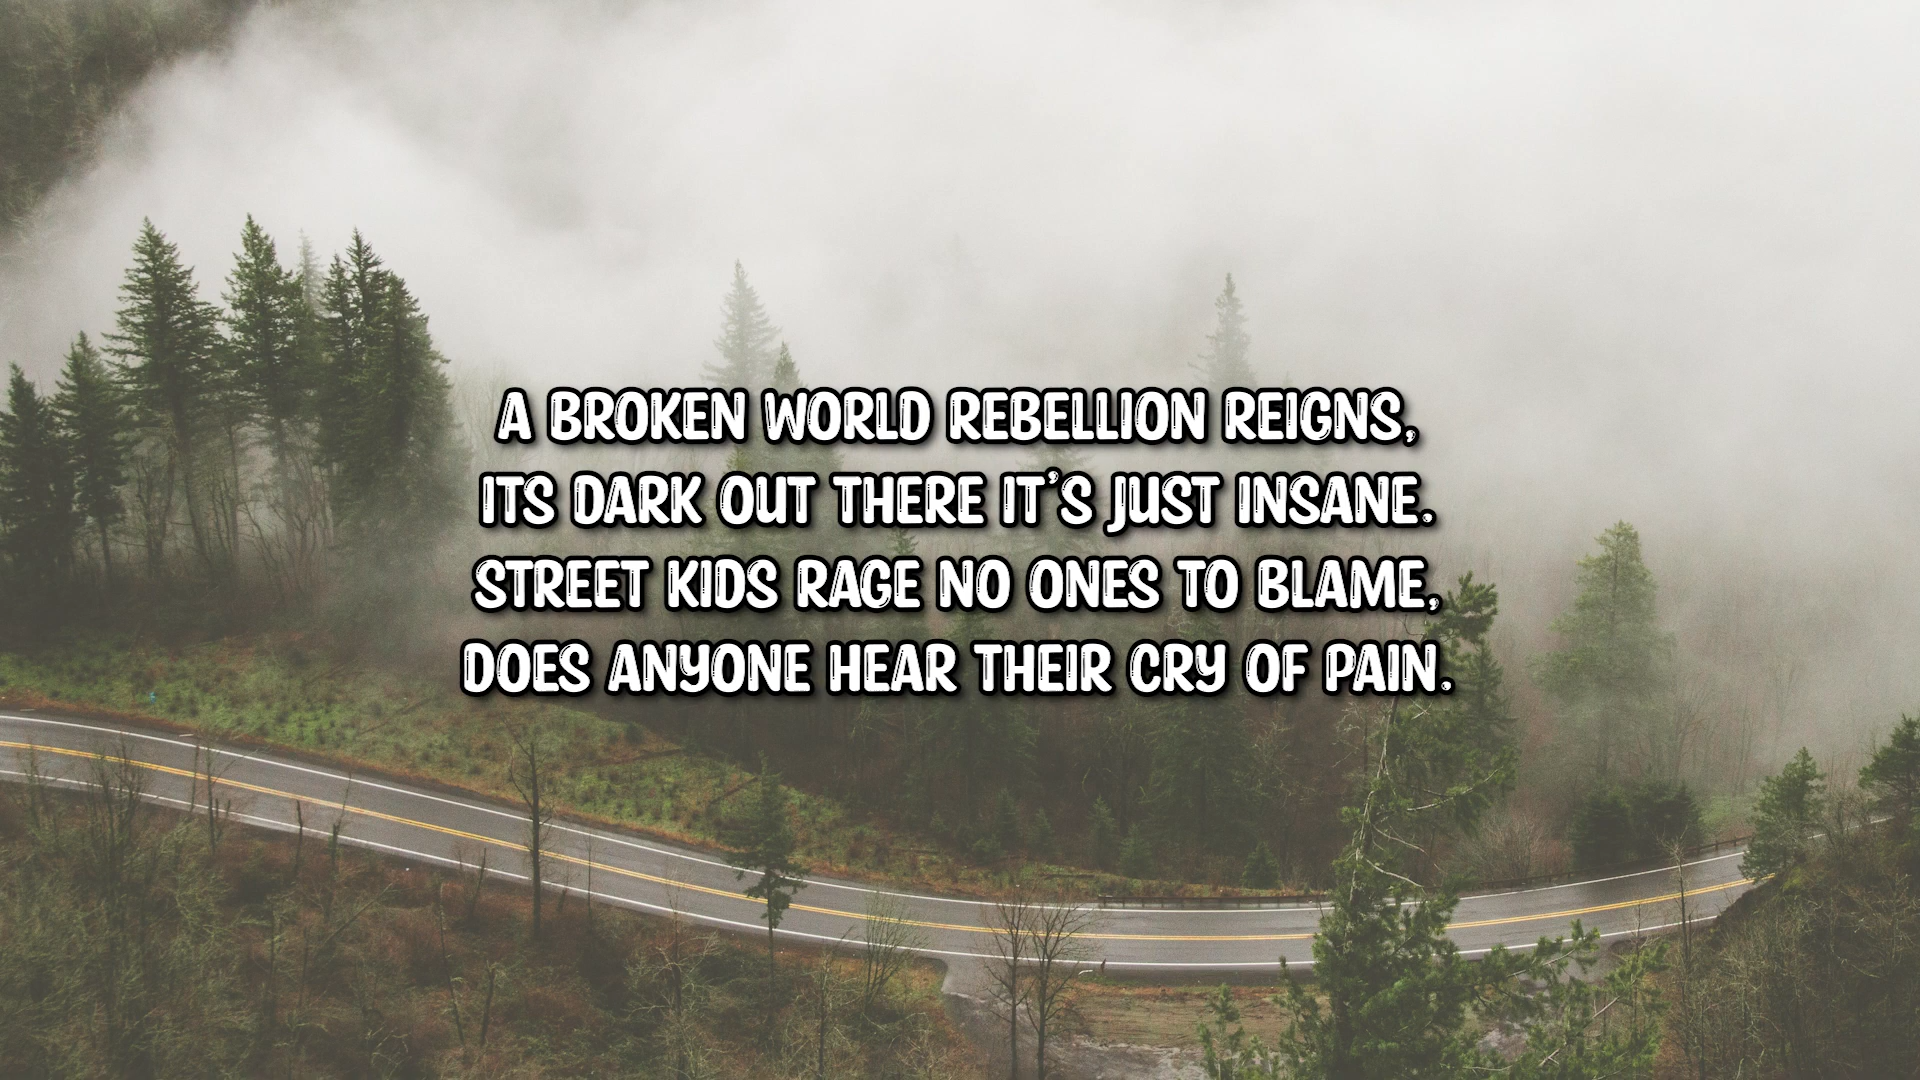 A BROKEN WORLD REBELLION REIGNS,
ITS DARK OUT THERE IT'S JUST INSANE.
STREET KIDS RAGE NO ONES TO BLAME,
DOES ANYONE HEAR THEIR CRY OF PAIN.